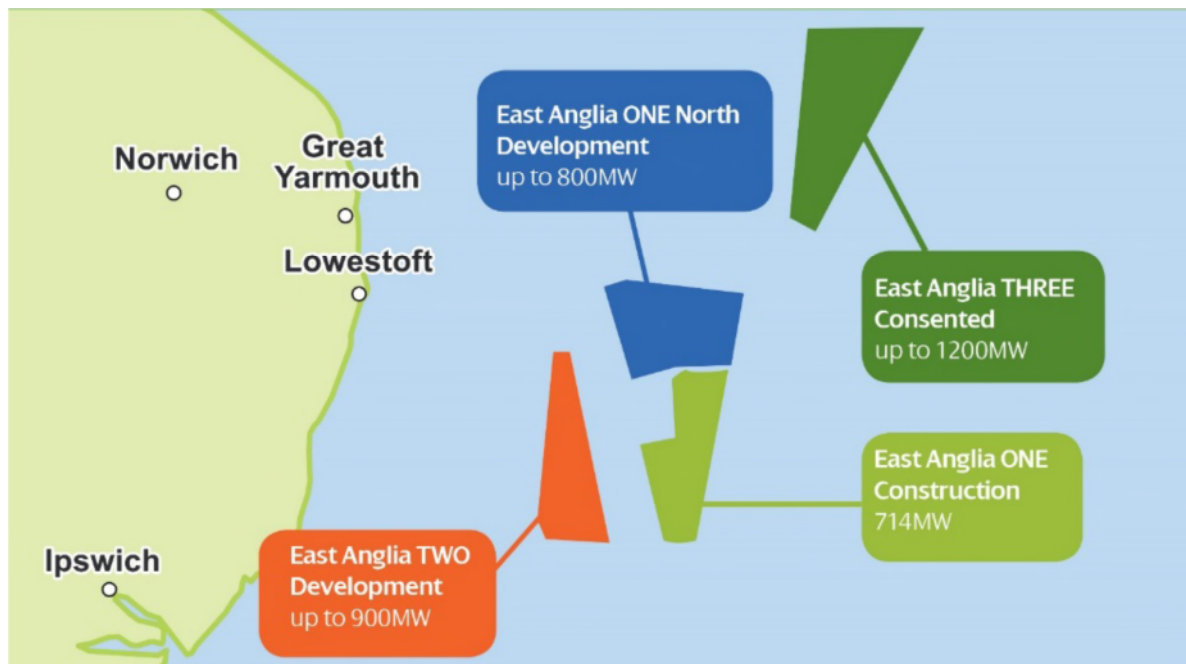 East Anglia ONE North
Development
up to 800MW
Norwich
Great
Yarmouth
Lowestoft
East Anglia THREE
Consented
up to 1200MW
East Anglia ONE
Construction
714MW
East Anglia TWO
Development
up to 900MW
Ipswich